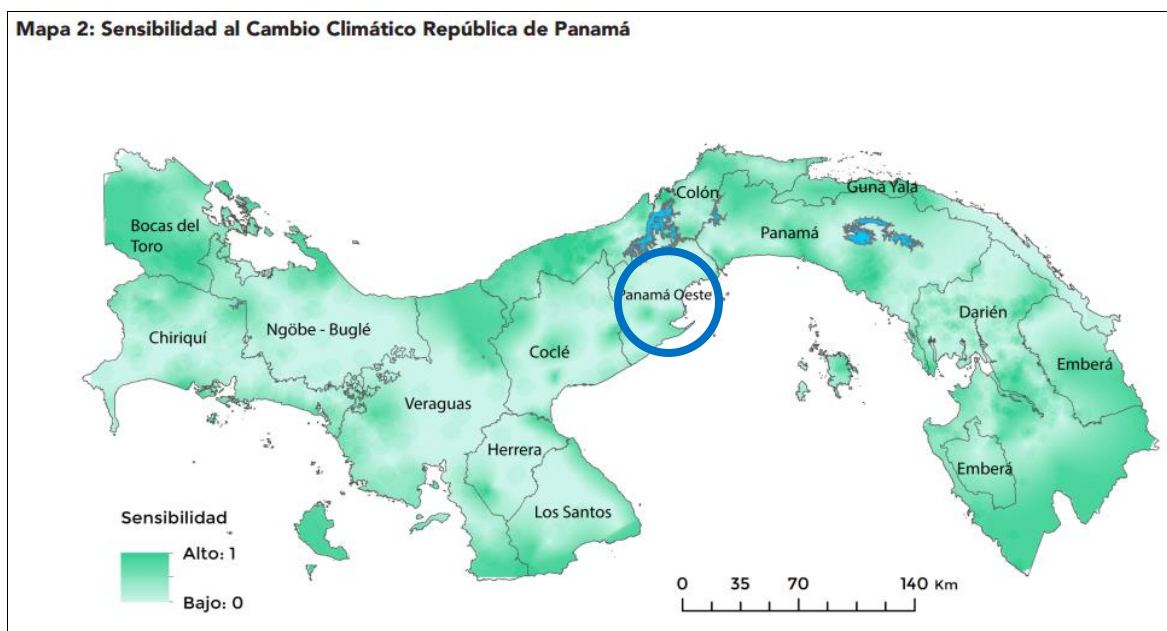 Mapa 2: Sensibilidad al Cambio Climático República de Panamá
Bocas del
Toro
Chiriquí
Ngöbe - Buglé
Veraguas
Coclé
Herrera
Los Santos
Colón
Panamá Oeste
Panamá
Guna Yala
Darién
Emberá
Emberá
Sensibilidad
Alto: 1
Bajo: 0
0 35 70 140 Km